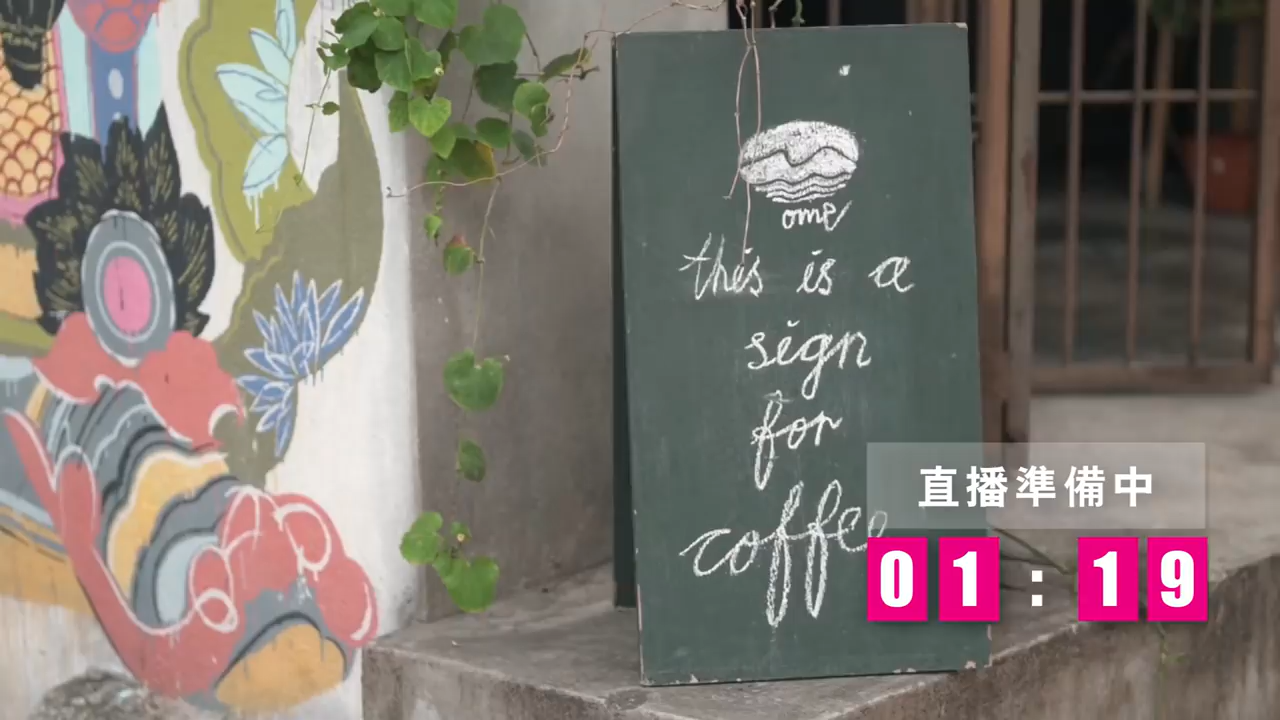 ome
this is a
sign
for
coffee
直播準備中
01:19